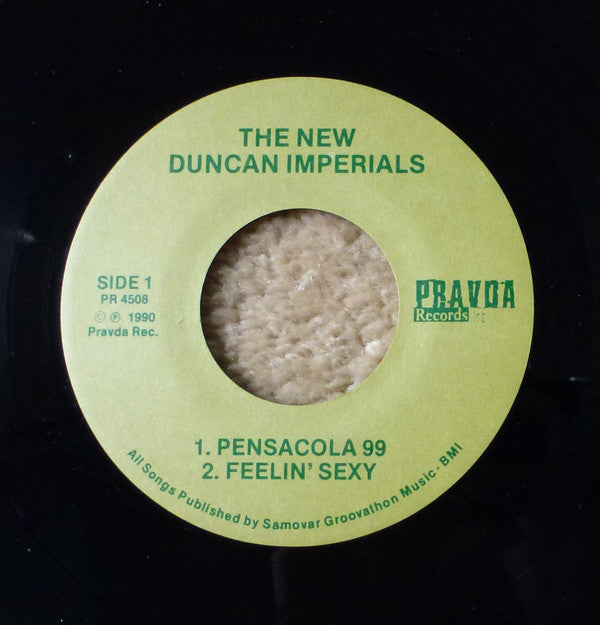 THE NEW
DUNCAN IMPERIALS
SIDE 1
PR 4508
© ℗ 1990
Pravda Rec.
PRAVDA
Records
1. PENSACOLA 99
2. FEELIN' SEXY
All Songs Published by Samovar Groovathon Music - BMI